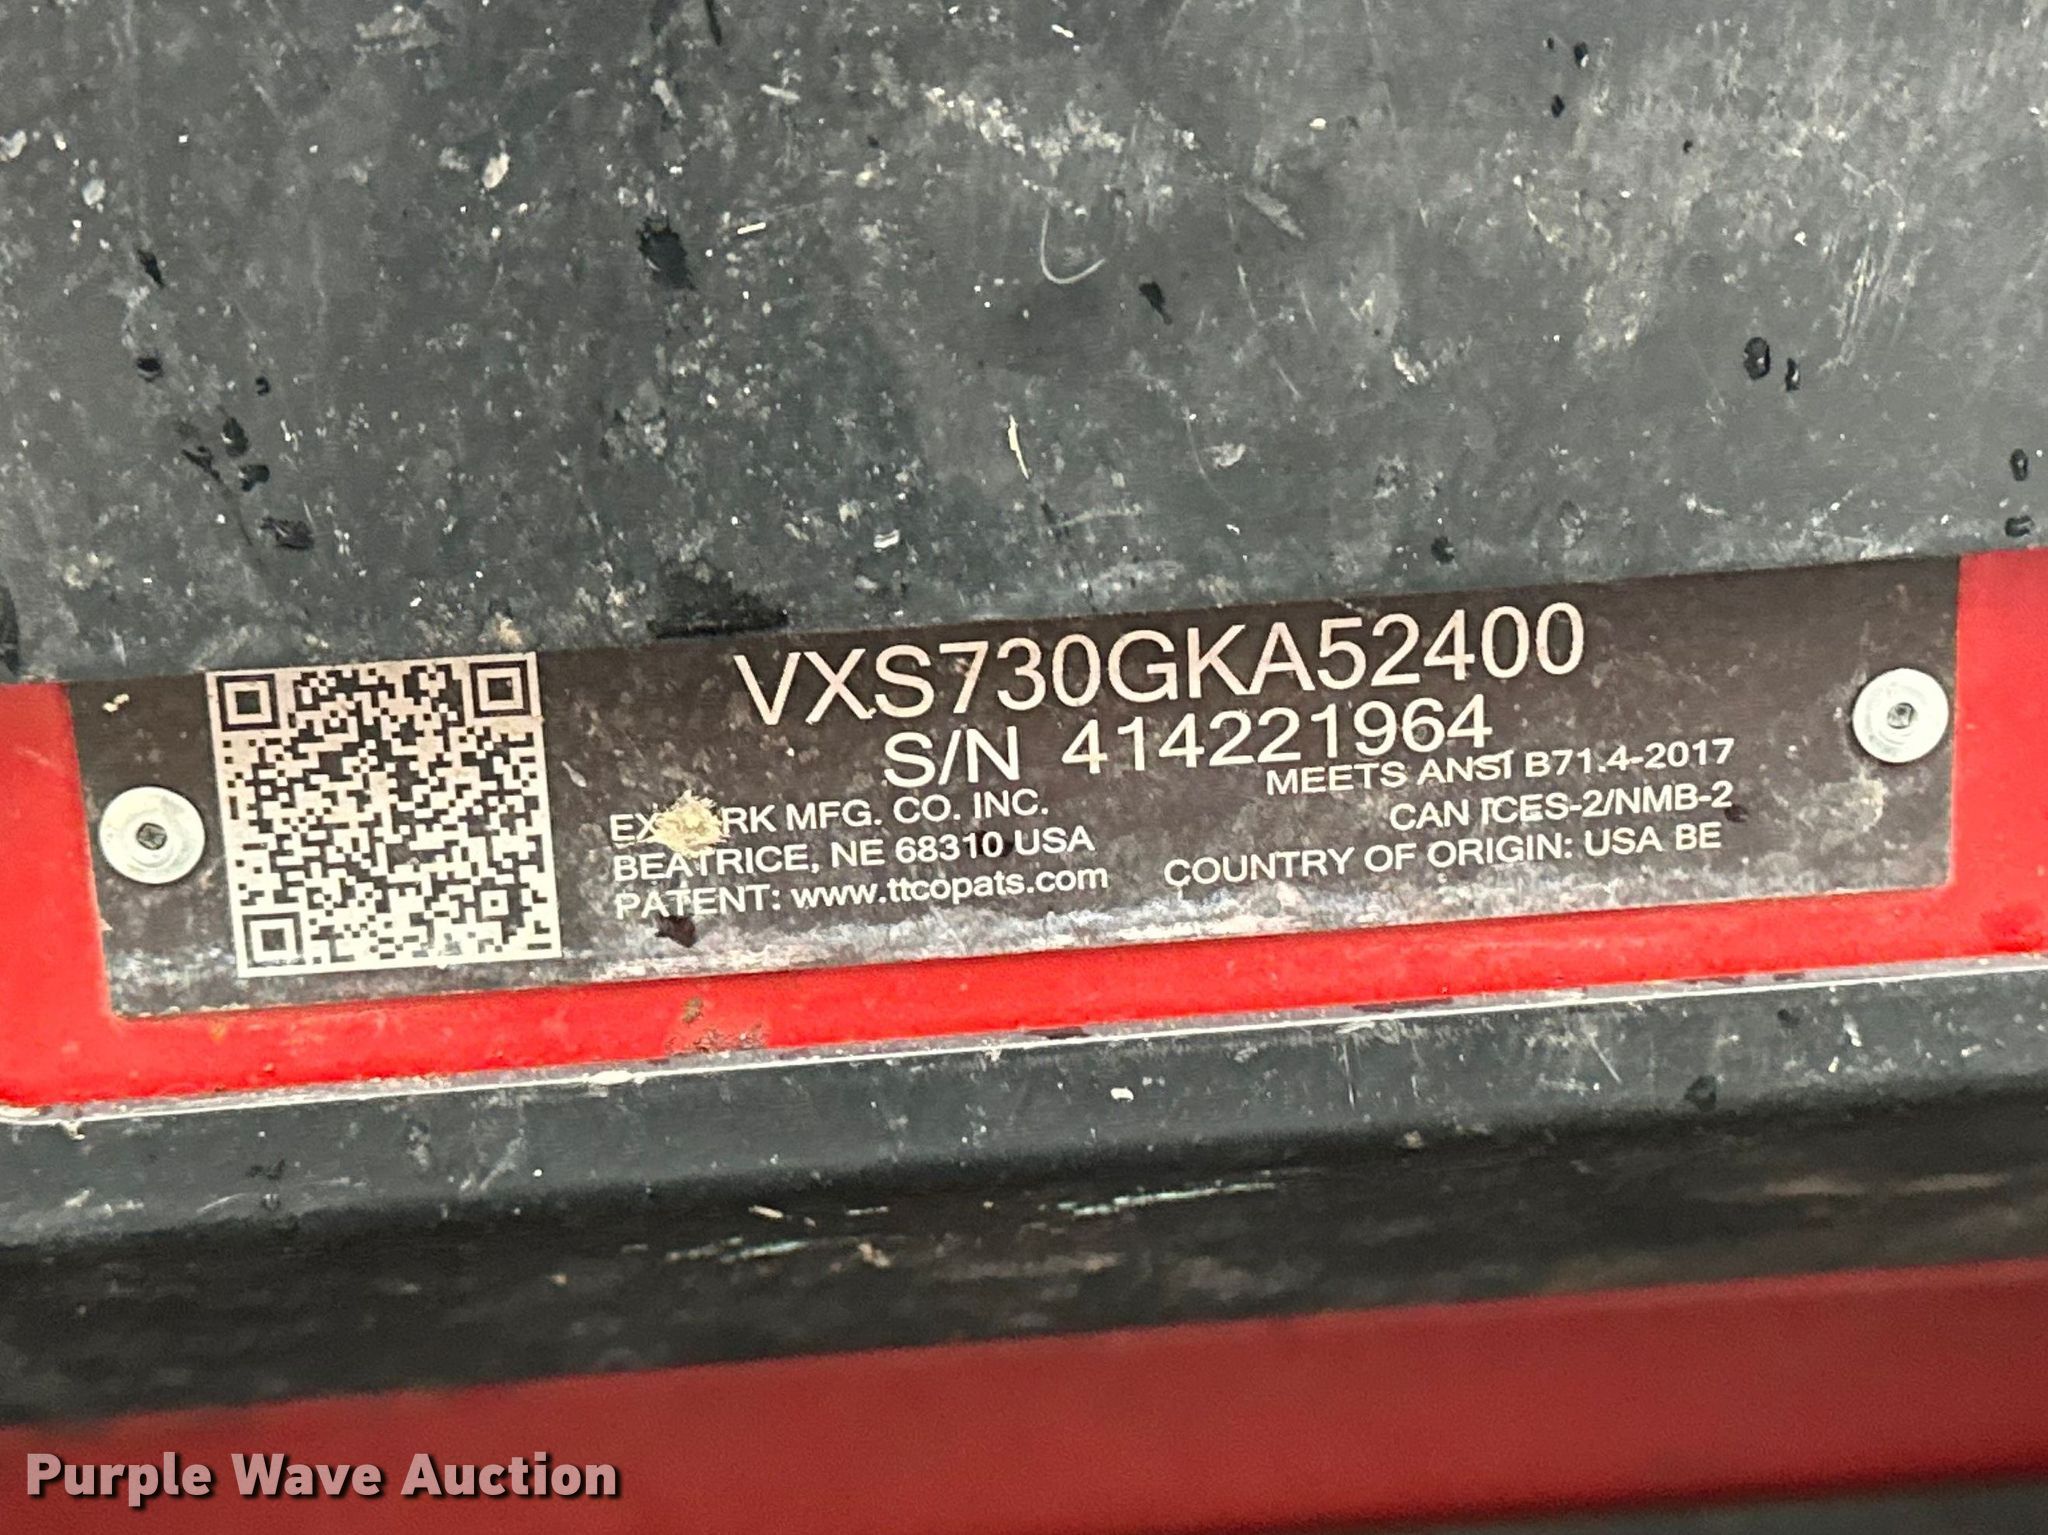 VXS730GKA52400
S/N 414221964
MEETS ANSI B71.4-2017
CAN ICES-2/NMB-2
COUNTRY OF ORIGIN: USA BE
MFG. CO. INC.
BEATRICE, NE 68310 USA
PATENT: www.ttcopats.com
Purple Wave Auction